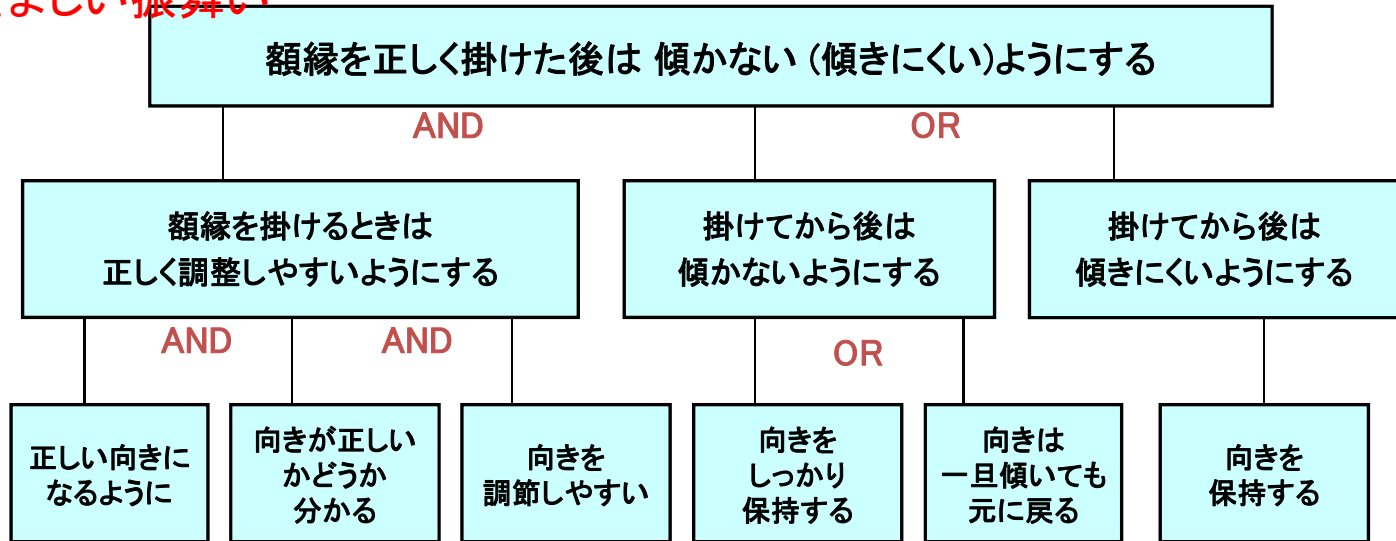 ましい振舞い
額縁を正しく掛けた後は 傾かない (傾きにくい)ようにする
AND
OR
額縁を掛けるときは
正しく調整しやすいようにする
掛けてから後は
傾かないようにする
掛けてから後は
傾きにくいようにする
AND
AND
OR
正しい向きに
なるように
向きが正しい
かどうか
分かる
向きを
調節しやすい
向きを
しっかり
保持する
向きは
一旦傾いても
元に戻る
向きを
保持する